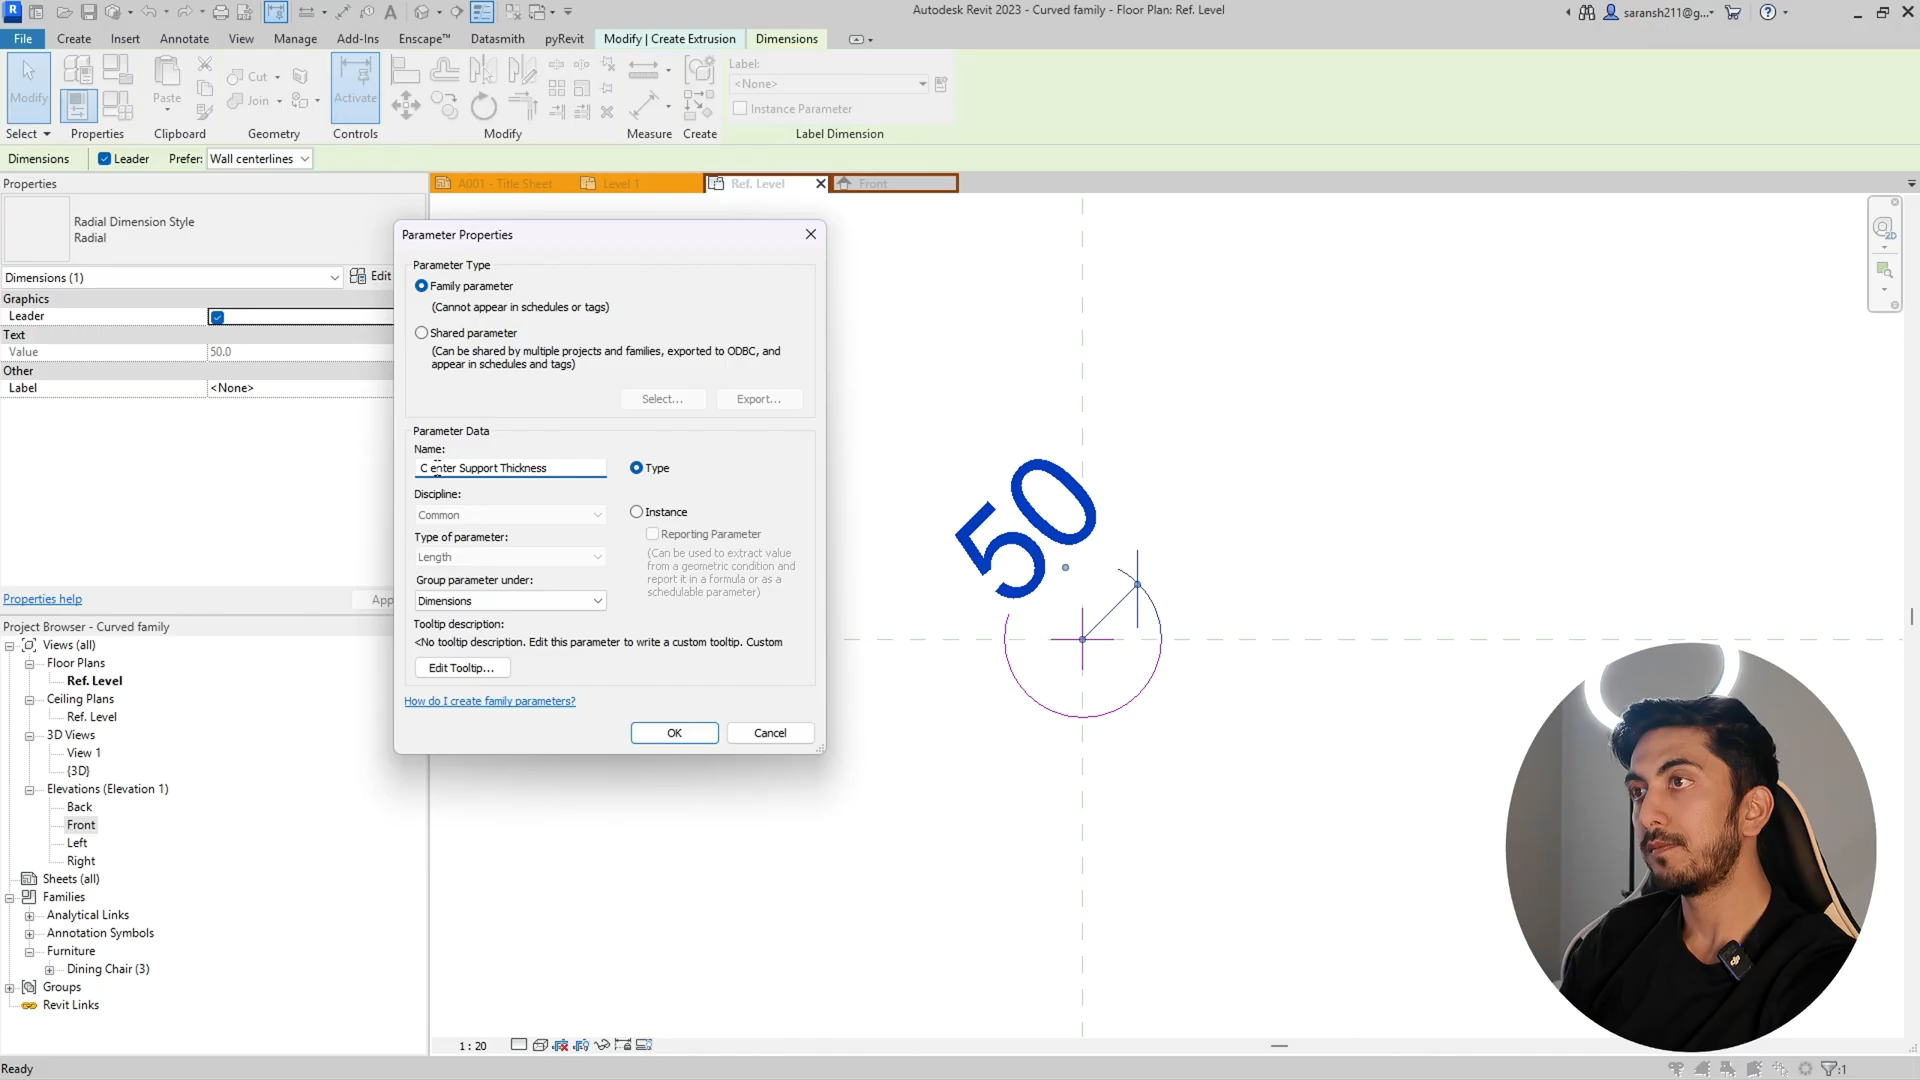 Autodesk Revit 2023 - Curved family - Floor Plan: Ref. Level
saransh211@g...
File Create Insert Annotate View Manage Add-Ins Enscape™ Datasmith pyRevit Modify | Create Extrusion Dimensions
Modify
Paste
Cut
Join
Activate
Label:
<None>
Instance Parameter
Select Properties Clipboard Geometry Controls Modify Measure Create Label Dimension
Dimensions Leader Prefer: Wall centerlines
Properties
A001 - Title Sheet Level 1 Ref. Level Front
Radial Dimension Style
Radial
Dimensions (1) Edit
Graphics
Leader
Text
Value 50.0
Other
Label <None>
Properties help App
Project Browser - Curved family
Views (all)
Floor Plans
Ref. Level
Ceiling Plans
Ref. Level
3D Views
View 1
{3D}
Elevations (Elevation 1)
Back
Front
Left
Right
Sheets (all)
Families
Analytical Links
Annotation Symbols
Furniture
Dining Chair (3)
Groups
Revit Links
Parameter Properties
Parameter Type
Family parameter
(Cannot appear in schedules or tags)
Shared parameter
(Can be shared by multiple projects and families, exported to ODBC, and
appear in schedules and tags)
Select... Export...
Parameter Data
Name:
C enter Support Thickness
Type
Discipline:
Common
Instance
Reporting Parameter
(Can be used to extract value
from a geometric condition and
report it in a formula or as a
schedulable parameter)
Type of parameter:
Length
Group parameter under:
Dimensions
Tooltip description:
<No tooltip description. Edit this parameter to write a custom tooltip. Custom
Edit Tooltip...
How do I create family parameters?
OK Cancel
50
2D
1 : 20
Ready
:1